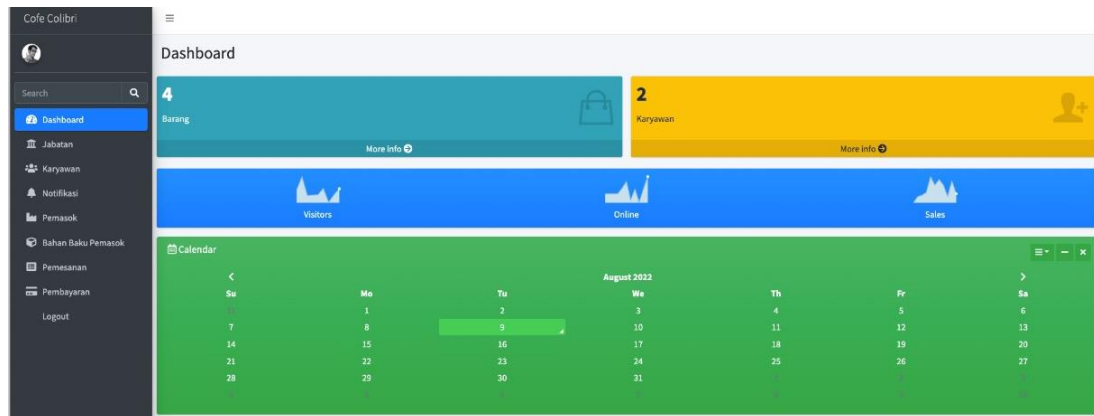 Cofe Colibri
Search
Dashboard
Jabatan
Karyawan
Notifikasi
Pemasok
Bahan Baku Pemasok
Pemesanan
Pembayaran
Logout
Dashboard
4
Barang
More info
2
Karyawan
More info
Visitors
Online
Sales
Calendar
August 2022
Su Mo Tu We Th Fr Sa
1 2 3 4 5 6
7 8 9 10 11 12 13
14 15 16 17 18 19 20
21 22 23 24 25 26 27
28 29 30 31